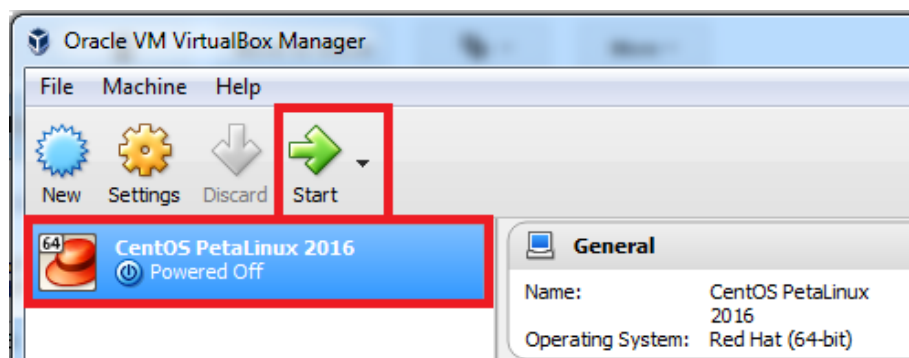 Oracle VM VirtualBox Manager
File Machine Help
New Settings Discard Start
64
CentOS PetaLinux 2016
Powered Off
General
Name: CentOS PetaLinux
2016
Operating System: Red Hat (64-bit)